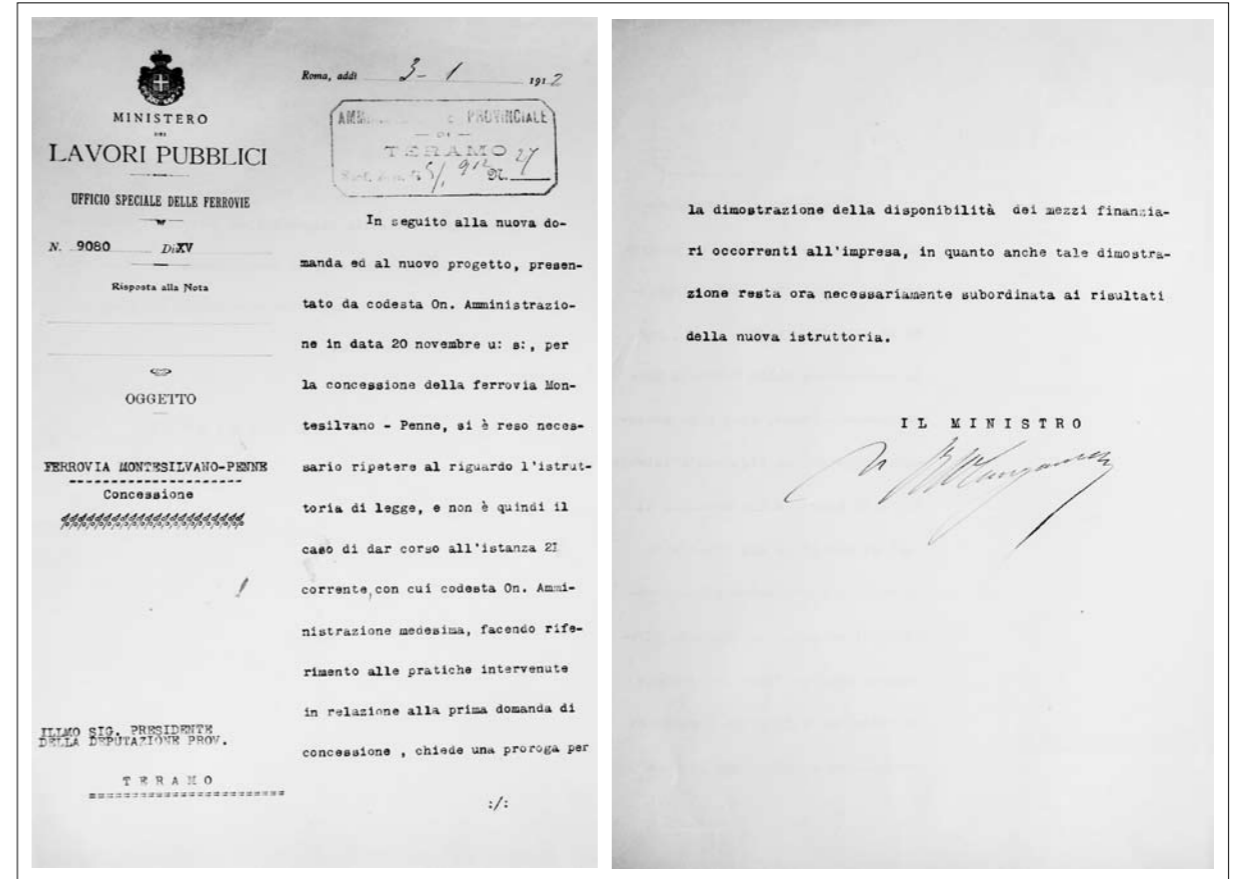 MINISTERO
DEI
LAVORI PUBBLICI
UFFICIO SPECIALE DELLE FERROVIE
N. 9080 Di XV
Risposta alla Nota
OGGETTO
FERROVIA MONTESILVANO-PENNE
Concessione
ILLMO SIG. PRESIDENTE
DELLA DEPUTAZIONE PROV.
TERAMO
Roma, addì 3-1 1912
PROVINCIALE
— DI —
TERAMO
5/1 912 N. 27
In seguito alla nuova do-
manda ed al nuovo progetto, presen-
tato da codesta On. Amministrazio-
ne in data 20 novembre u: s:, per
la concessione della ferrovia Mon-
tesilvano - Penne, si è reso neces-
sario ripetere al riguardo l'istrut-
toria di legge, e non è quindi il
caso di dar corso all'istanza 21
corrente, con cui codesta On. Ammi-
nistrazione medesima, facendo rife-
rimento alle pratiche intervenute
in relazione alla prima domanda di
concessione , chiede una proroga per
:/:
la dimostrazione della disponibilità dei mezzi finanzia-
ri occorrenti all'impresa, in quanto anche tale dimostra-
zione resta ora necessariamente subordinata ai risultati
della nuova istruttoria.
IL MINISTRO